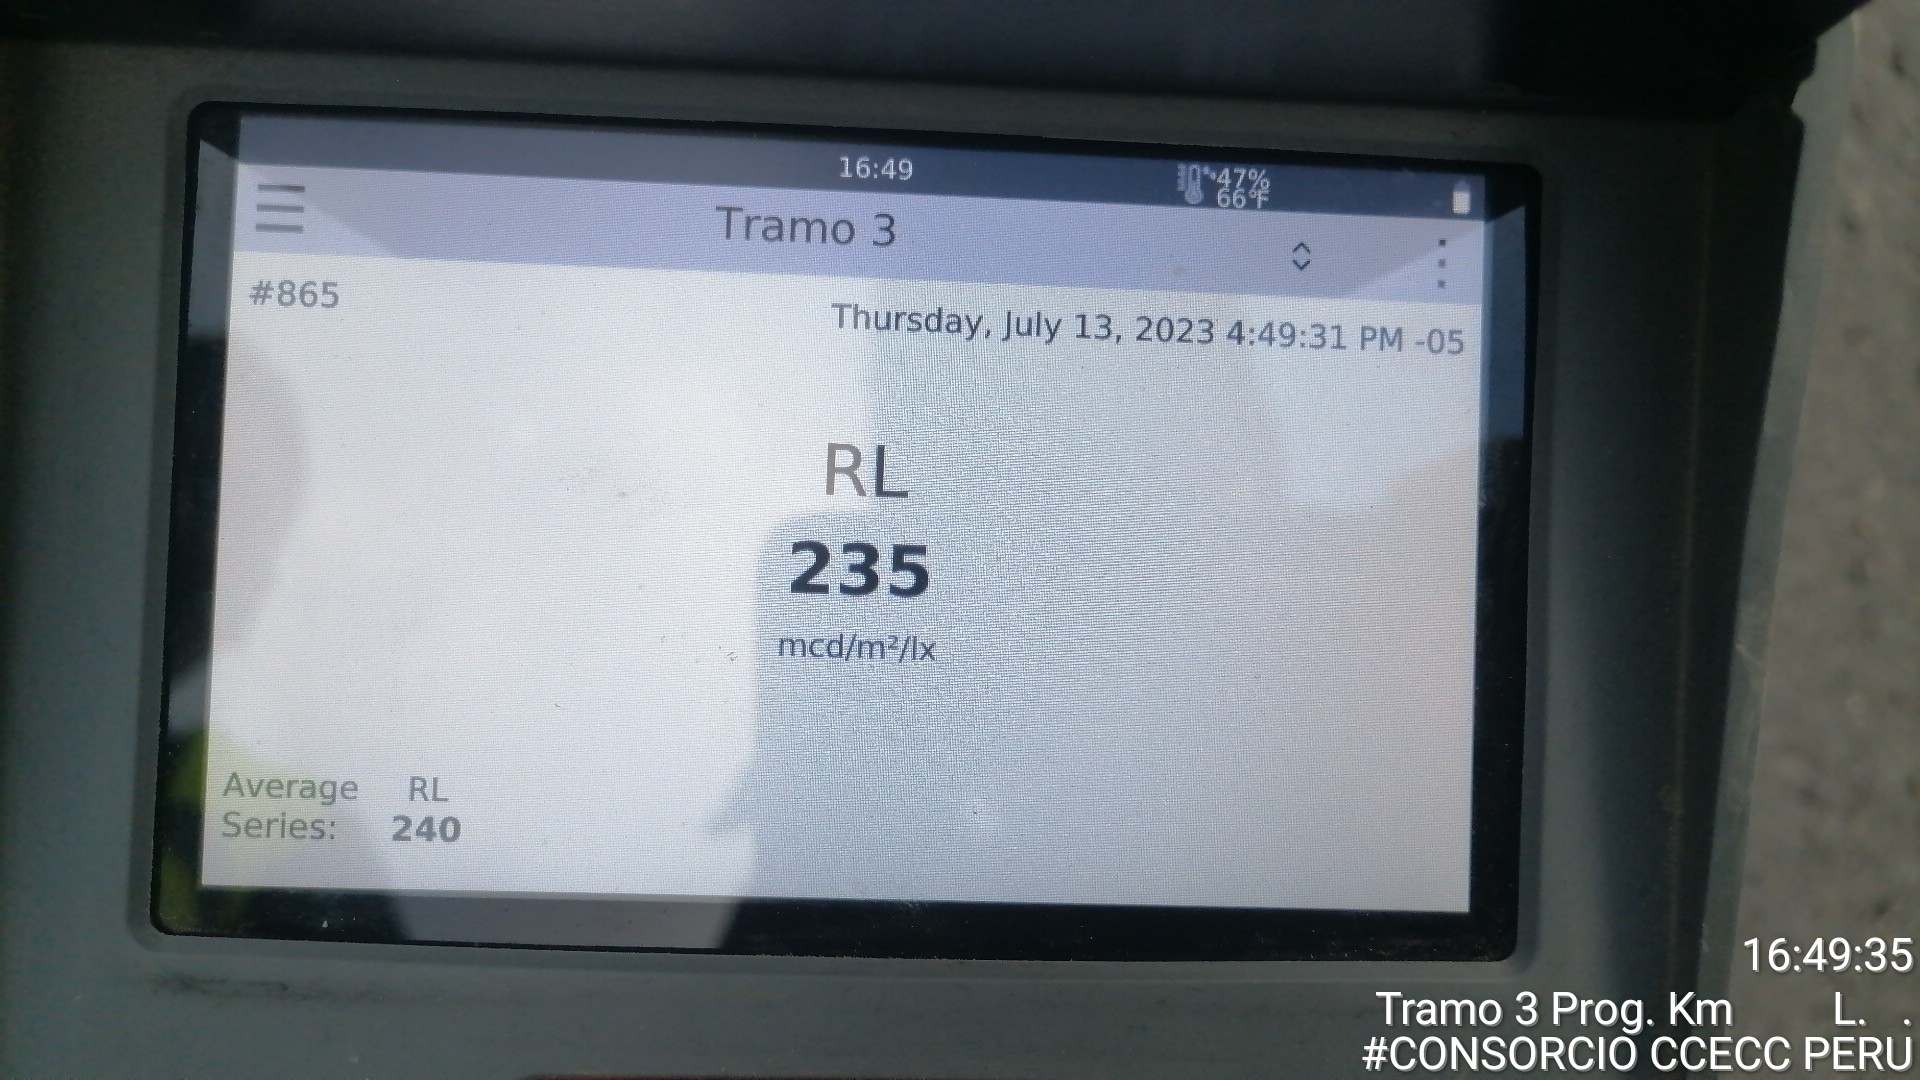 16:49
47%
66°F
Tramo 3
#865
Thursday, July 13, 2023 4:49:31 PM -05
RL
235
mcd/m²/lx
Average RL
Series: 240
16:49:35
Tramo 3 Prog. Km L. .
#CONSORCIO CCECC PERU